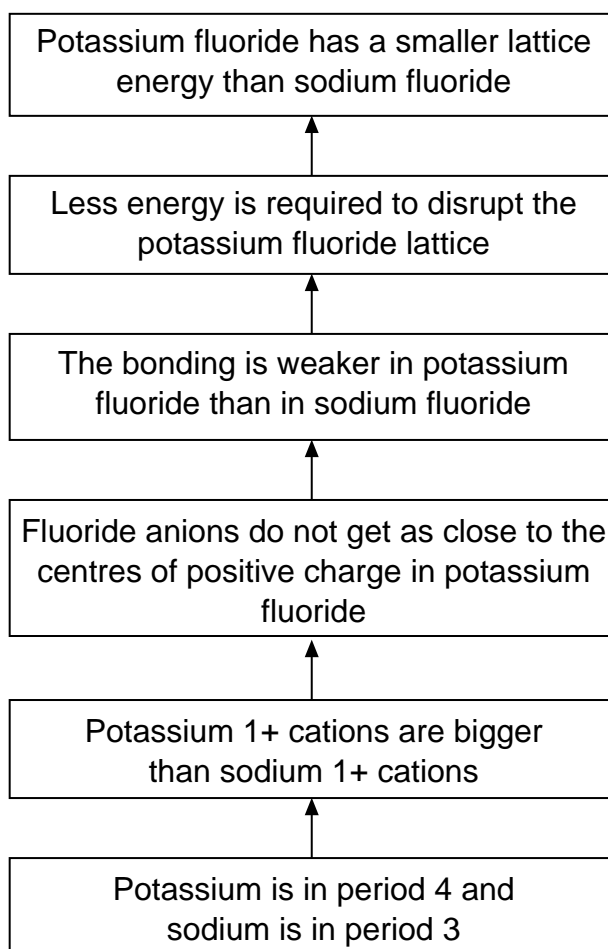 Potassium fluoride has a smaller lattice
energy than sodium fluoride
Less energy is required to disrupt the
potassium fluoride lattice
The bonding is weaker in potassium
fluoride than in sodium fluoride
Fluoride anions do not get as close to the
centres of positive charge in potassium
fluoride
Potassium 1+ cations are bigger
than sodium 1+ cations
Potassium is in period 4 and
sodium is in period 3